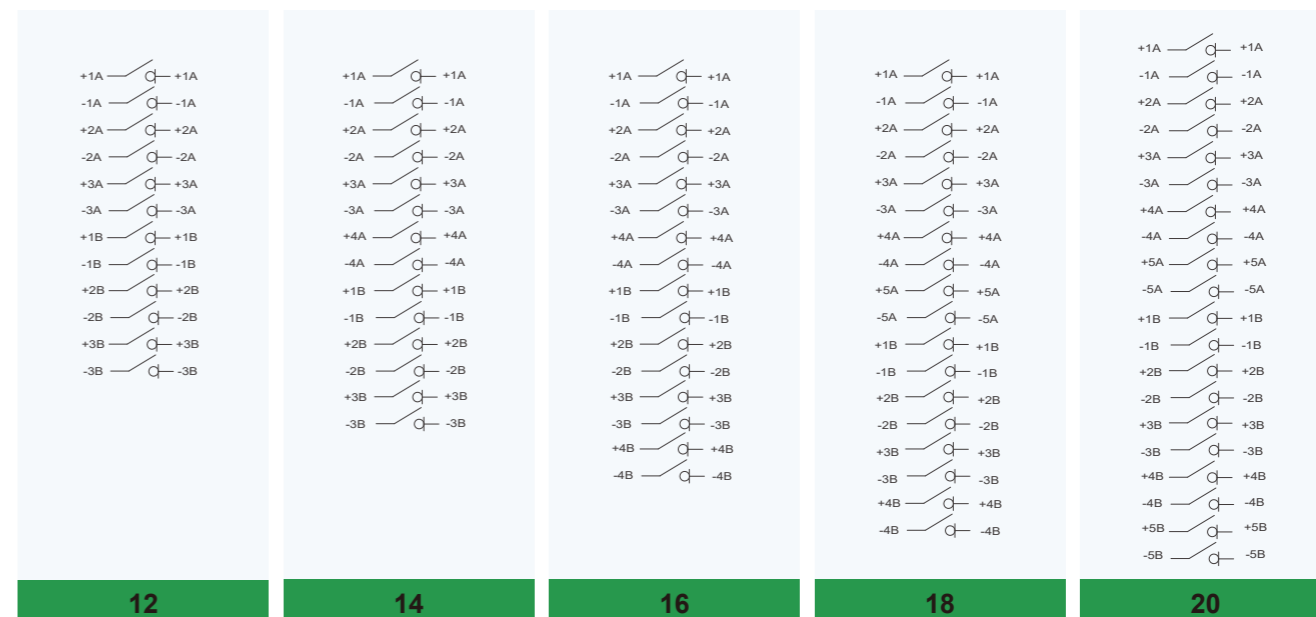 +1A +1A
-1A -1A
+2A +2A
-2A -2A
+3A +3A
-3A -3A
+1B +1B
-1B -1B
+2B +2B
-2B -2B
+3B +3B
-3B -3B
12
+1A +1A
-1A -1A
+2A +2A
-2A -2A
+3A +3A
-3A -3A
+4A +4A
-4A -4A
+1B +1B
-1B -1B
+2B +2B
-2B -2B
+3B +3B
-3B -3B
14
+1A +1A
-1A -1A
+2A +2A
-2A -2A
+3A +3A
-3A -3A
+4A +4A
-4A -4A
+1B +1B
-1B -1B
+2B +2B
-2B -2B
+3B +3B
-3B -3B
+4B +4B
-4B -4B
16
+1A +1A
-1A -1A
+2A +2A
-2A -2A
+3A +3A
-3A -3A
+4A +4A
-4A -4A
+5A +5A
-5A -5A
+1B +1B
-1B -1B
+2B +2B
-2B -2B
+3B +3B
-3B -3B
+4B +4B
-4B -4B
18
+1A +1A
-1A -1A
+2A +2A
-2A -2A
+3A +3A
-3A -3A
+4A +4A
-4A -4A
+5A +5A
-5A -5A
+1B +1B
-1B -1B
+2B +2B
-2B -2B
+3B +3B
-3B -3B
+4B +4B
-4B -4B
+5B +5B
-5B -5B
20